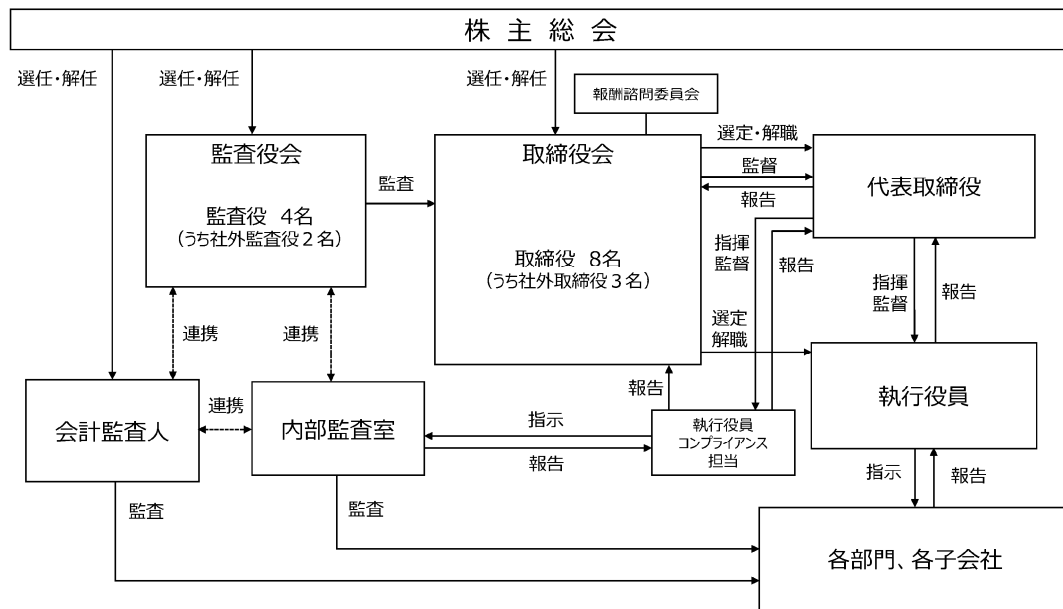 株 主 総 会
選任・解任
選任・解任
選任・解任
報酬諮問委員会
監査役会
監査役 4名
(うち社外監査役2名)
監査
取締役会
取締役 8名
(うち社外取締役3名)
選定・解職
監督
報告
代表取締役
指揮
監督
報告
指揮
監督
報告
連携
連携
選定
解職
執行役員
報告
会計監査人
連携
内部監査室
指示
報告
執行役員
コンプライアンス
担当
指示
報告
監査
監査
各部門、各子会社